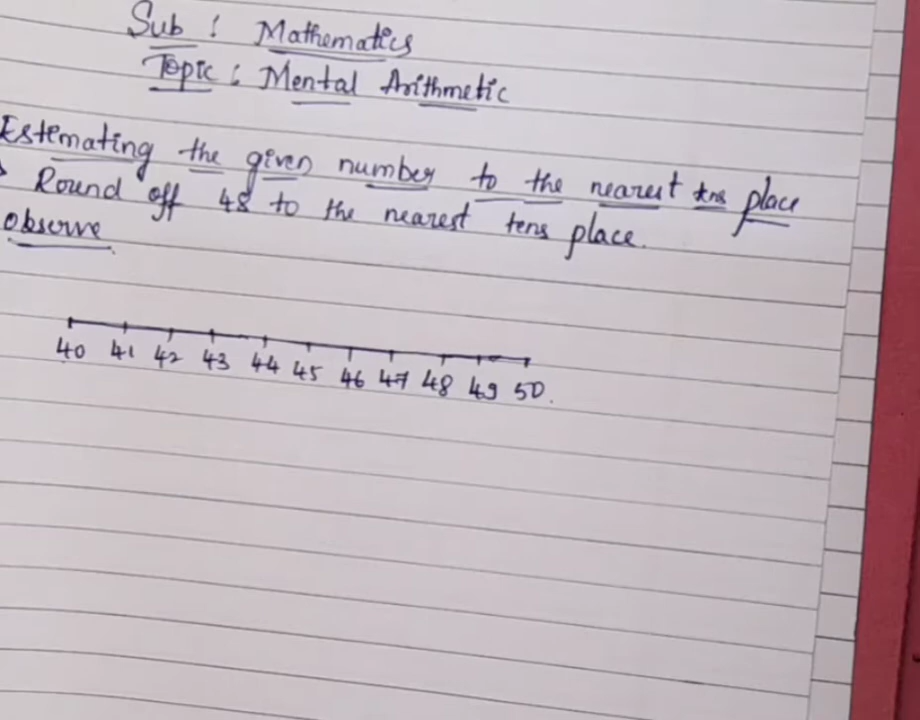 Sub : Mathematics
Topic : Mental Arithmetic
Estemating the given number to the nearest tens place
Round off 48 to the nearest tens place.
observe
40 41 42 43 44 45 46 47 48 49 50.